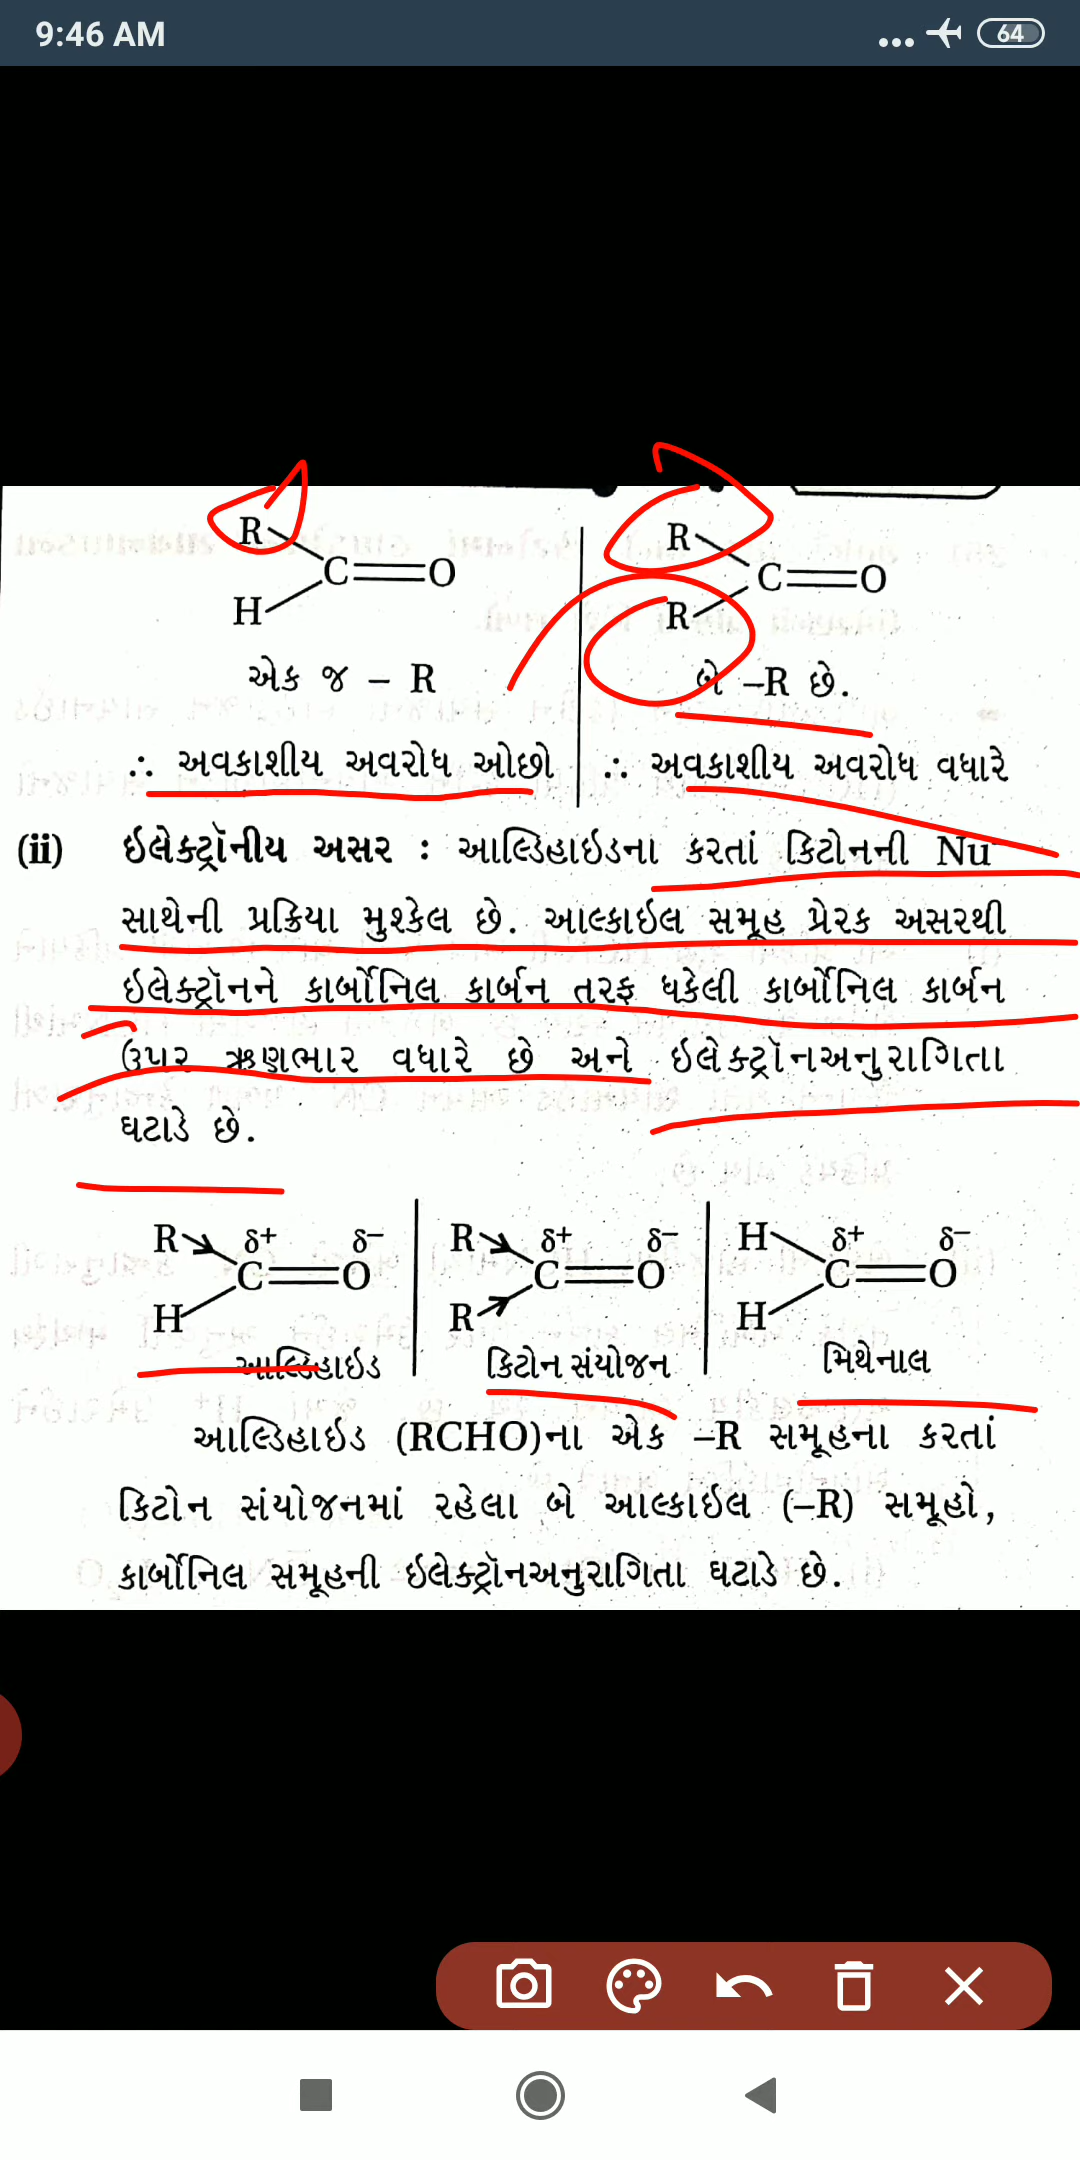 9:46 AM
64
R
H
C=O
R
R
C=O
એક જ – R
બે –R છે.
∴ અવકાશીય અવરોધ ઓછો
∴ અવકાશીય અવરોધ વધારે
(ii) ઇલેક્ટ્રૉનીય અસર : આલ્ડિહાઇડના કરતાં કિટોનની Nu⁻
સાથેની પ્રક્રિયા મુશ્કેલ છે. આલ્કાઇલ સમૂહ પ્રેરક અસરથી
ઇલેક્ટ્રૉનને કાર્બોનિલ કાર્બન તરફ ધકેલી કાર્બોનિલ કાર્બન
ઉપર ઋણભાર વધારે છે અને ઇલેક્ટ્રૉનઅનુરાગિતા
ઘટાડે છે.
R δ+ δ–
C=O
H
R δ+ δ–
C=O
R
H δ+ δ–
C=O
H
આલ્ડિહાઇડ
કિટોન સંયોજન
મિથેનાલ
આલ્ડિહાઇડ (RCHO)ના એક –R સમૂહના કરતાં
કિટોન સંયોજનમાં રહેલા બે આલ્કાઇલ (–R) સમૂહો,
કાર્બોનિલ સમૂહની ઇલેક્ટ્રૉનઅનુરાગિતા ઘટાડે છે.